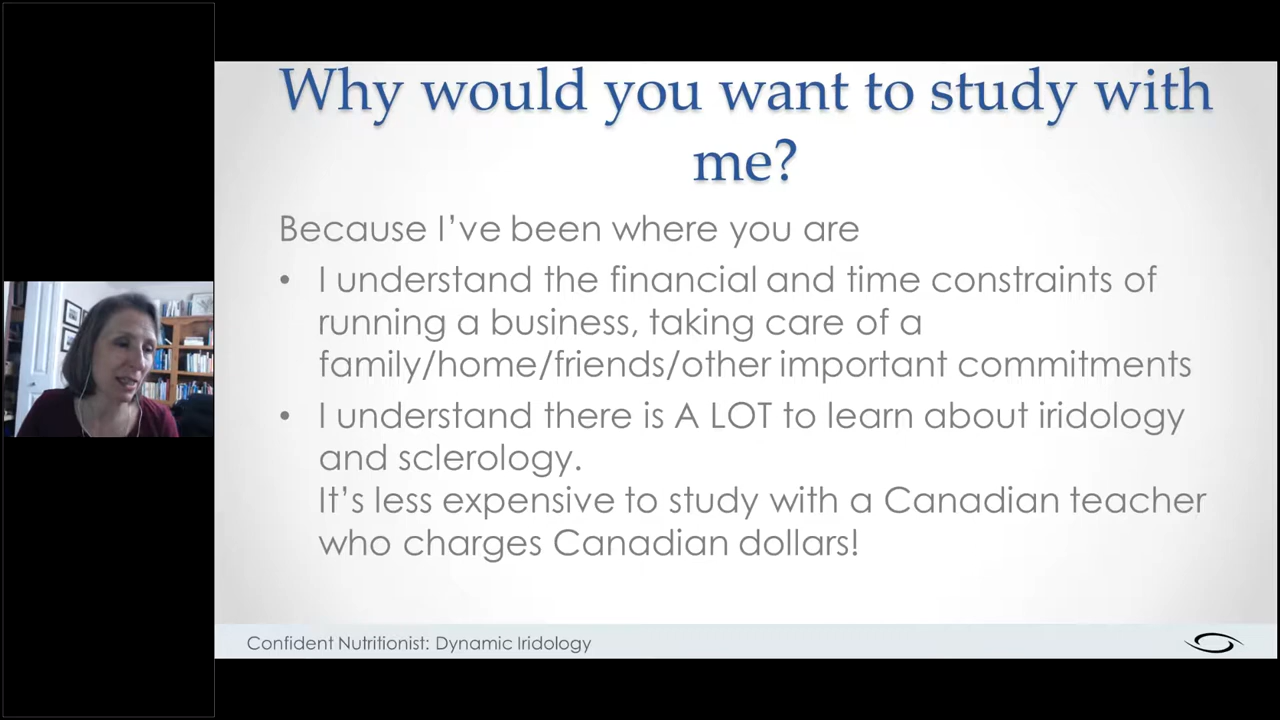 Why would you want to study with
me?
Because I’ve been where you are
• I understand the financial and time constraints of
running a business, taking care of a
family/home/friends/other important commitments
• I understand there is A LOT to learn about iridology
and sclerology.
It’s less expensive to study with a Canadian teacher
who charges Canadian dollars!
Confident Nutritionist: Dynamic Iridology